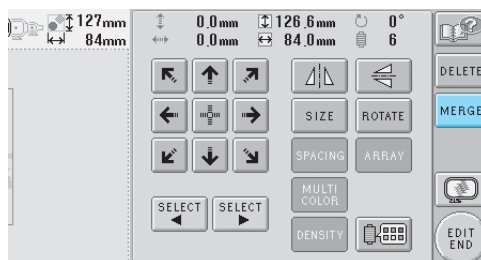 127mm
84mm
0.0mm 126.6mm 0°
0.0mm 84.0mm 6
DELETE
SIZE ROTATE
MERGE
SPACING ARRAY
SELECT SELECT
MULTI
COLOR
DENSITY
EDIT
END